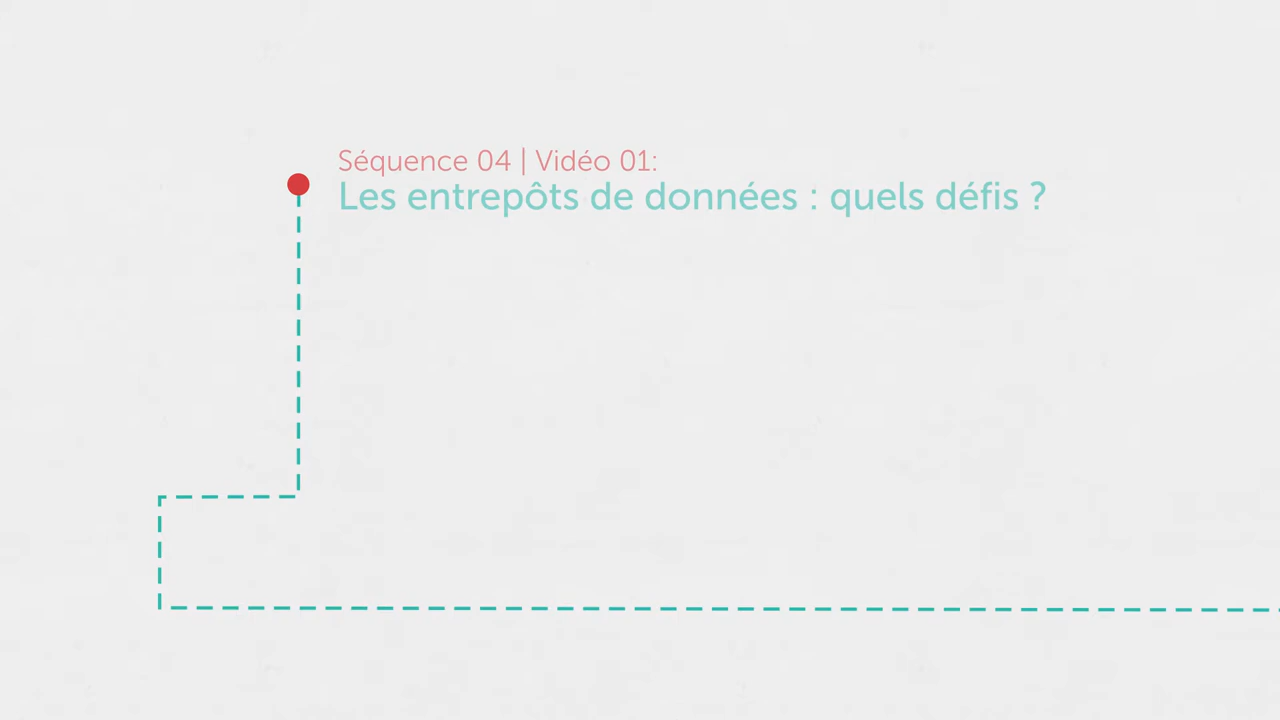 Séquence 04 | Vidéo 01:
Les entrepôts de données : quels défis ?